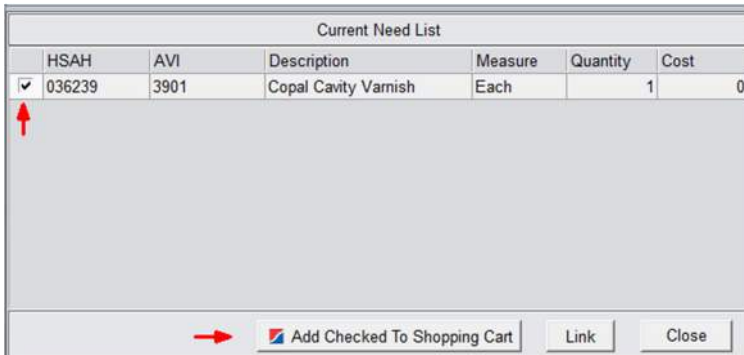 Current Need List
HSAH AVI Description Measure Quantity Cost
036239 3901 Copal Cavity Varnish Each 1 0
Add Checked To Shopping Cart Link Close